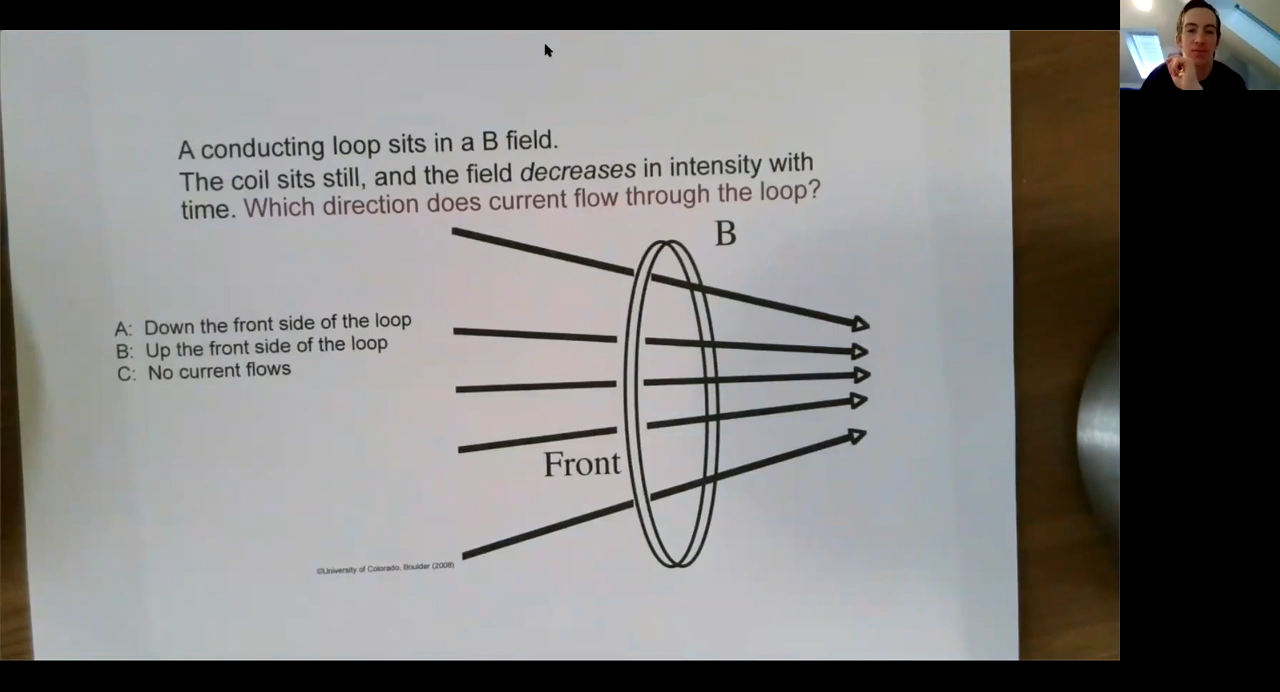 A conducting loop sits in a B field.
The coil sits still, and the field decreases in intensity with
time. Which direction does current flow through the loop?
B
A: Down the front side of the loop
B: Up the front side of the loop
C: No current flows
Front
©University of Colorado, Boulder (2008)